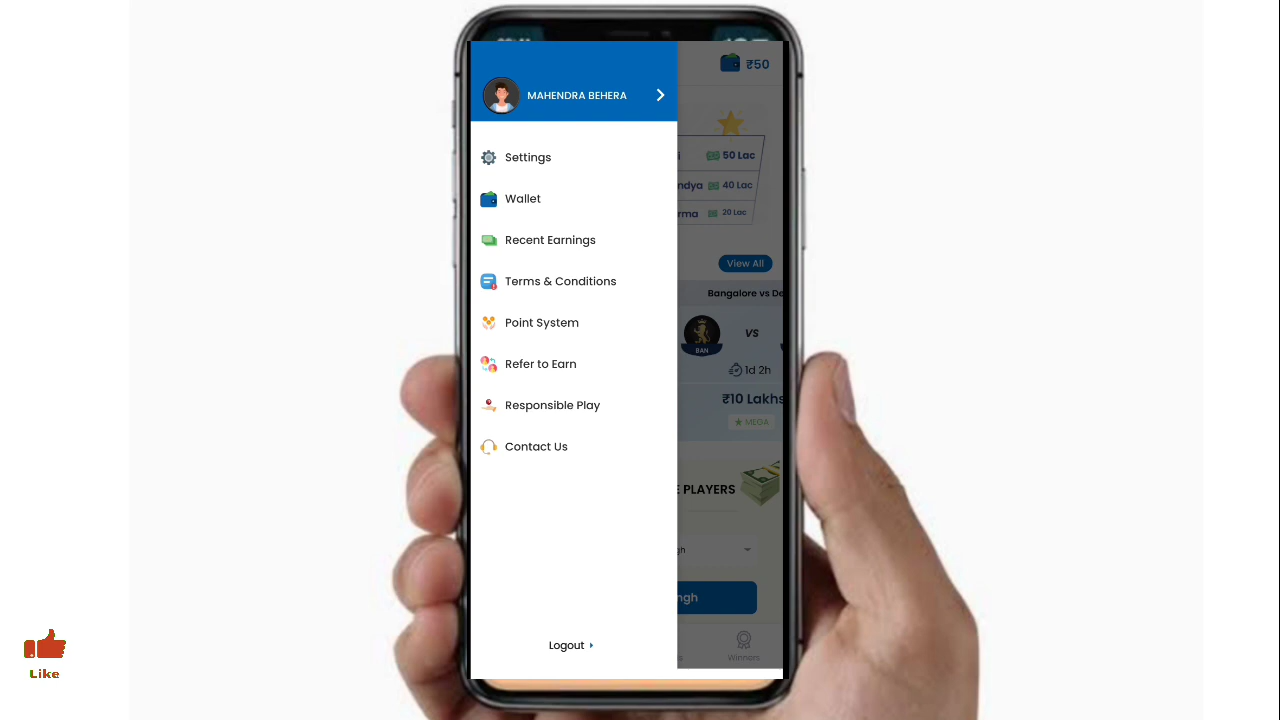 ₹50
MAHENDRA BEHERA
Settings
Wallet
Recent Earnings
Terms & Conditions
Point System
Refer to Earn
Responsible Play
Contact Us
Logout
50 Lac
ndya 40 Lac
rma 20 Lac
View All
Bangalore vs De
BAN
VS
1d 2h
₹10 Lakhs
MEGA
E PLAYERS
gh
ngh
Winners
Like